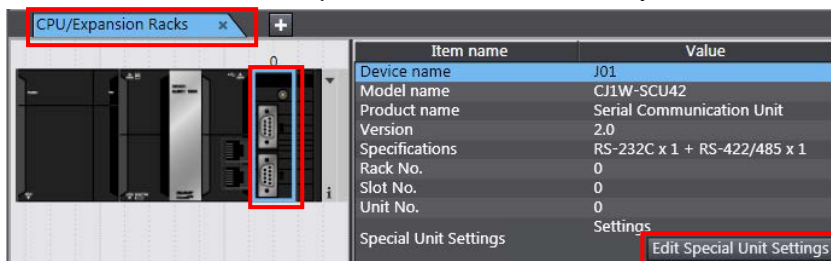 CPU/Expansion Racks × +
0
Item name Value
Device name J01
Model name CJ1W-SCU42
Product name Serial Communication Unit
Version 2.0
Specifications RS-232C x 1 + RS-422/485 x 1
Rack No. 0
Slot No. 0
Unit No. 0
Special Unit Settings Settings
Edit Special Unit Settings
i